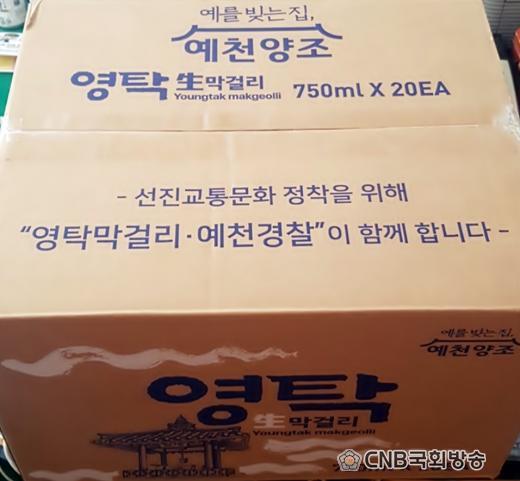 예를 빚는 집,
예천양조
영탁 生막걸리
Youngtak makgeolli
750ml X 20EA
- 선진교통문화 정착을 위해
“영탁막걸리·예천경찰”이 함께 합니다 -
예를 빚는 집,
예천양조
영탁
生막걸리
Youngtak makgeolli
CNB국회방송